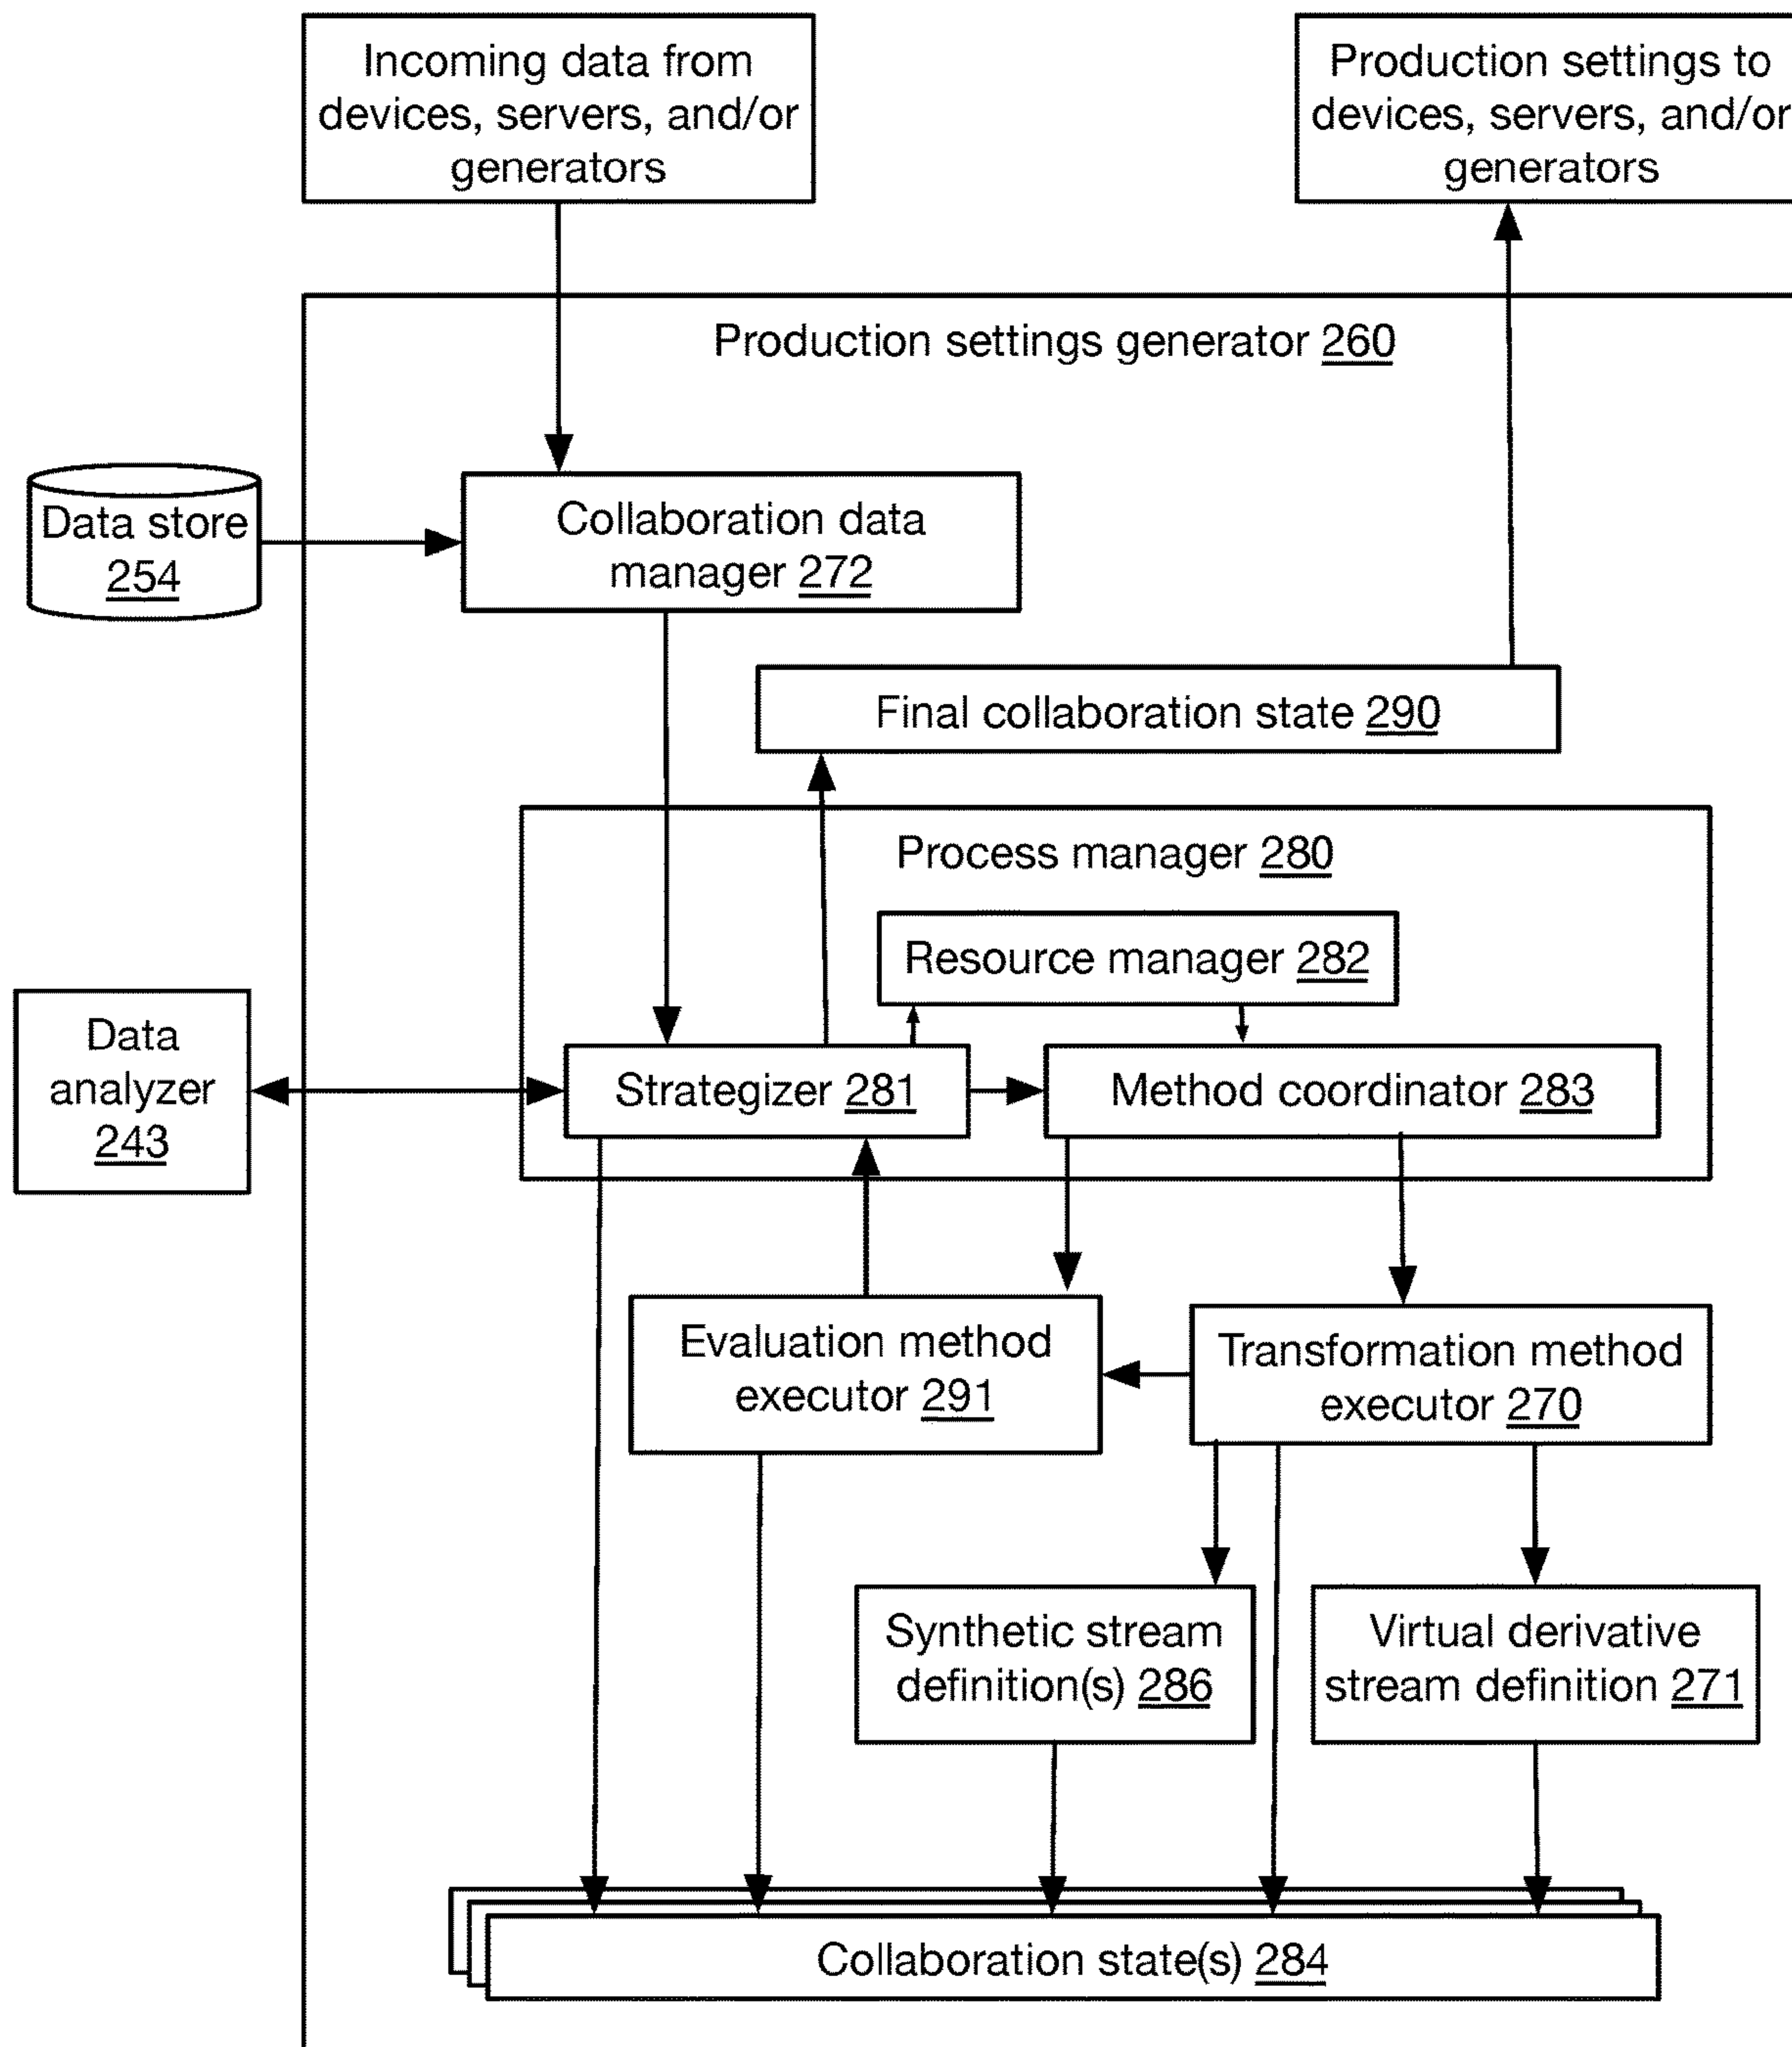 Incoming data from
devices, servers, and/or
generators
Production settings to
devices, servers, and/or
generators
Production settings generator 260
Data store
254
Collaboration data
manager 272
Final collaboration state 290
Process manager 280
Resource manager 282
Data
analyzer
243
Strategizer 281
Method coordinator 283
Evaluation method
executor 291
Transformation method
executor 270
Synthetic stream
definition(s) 286
Virtual derivative
stream definition 271
Collaboration state(s) 284